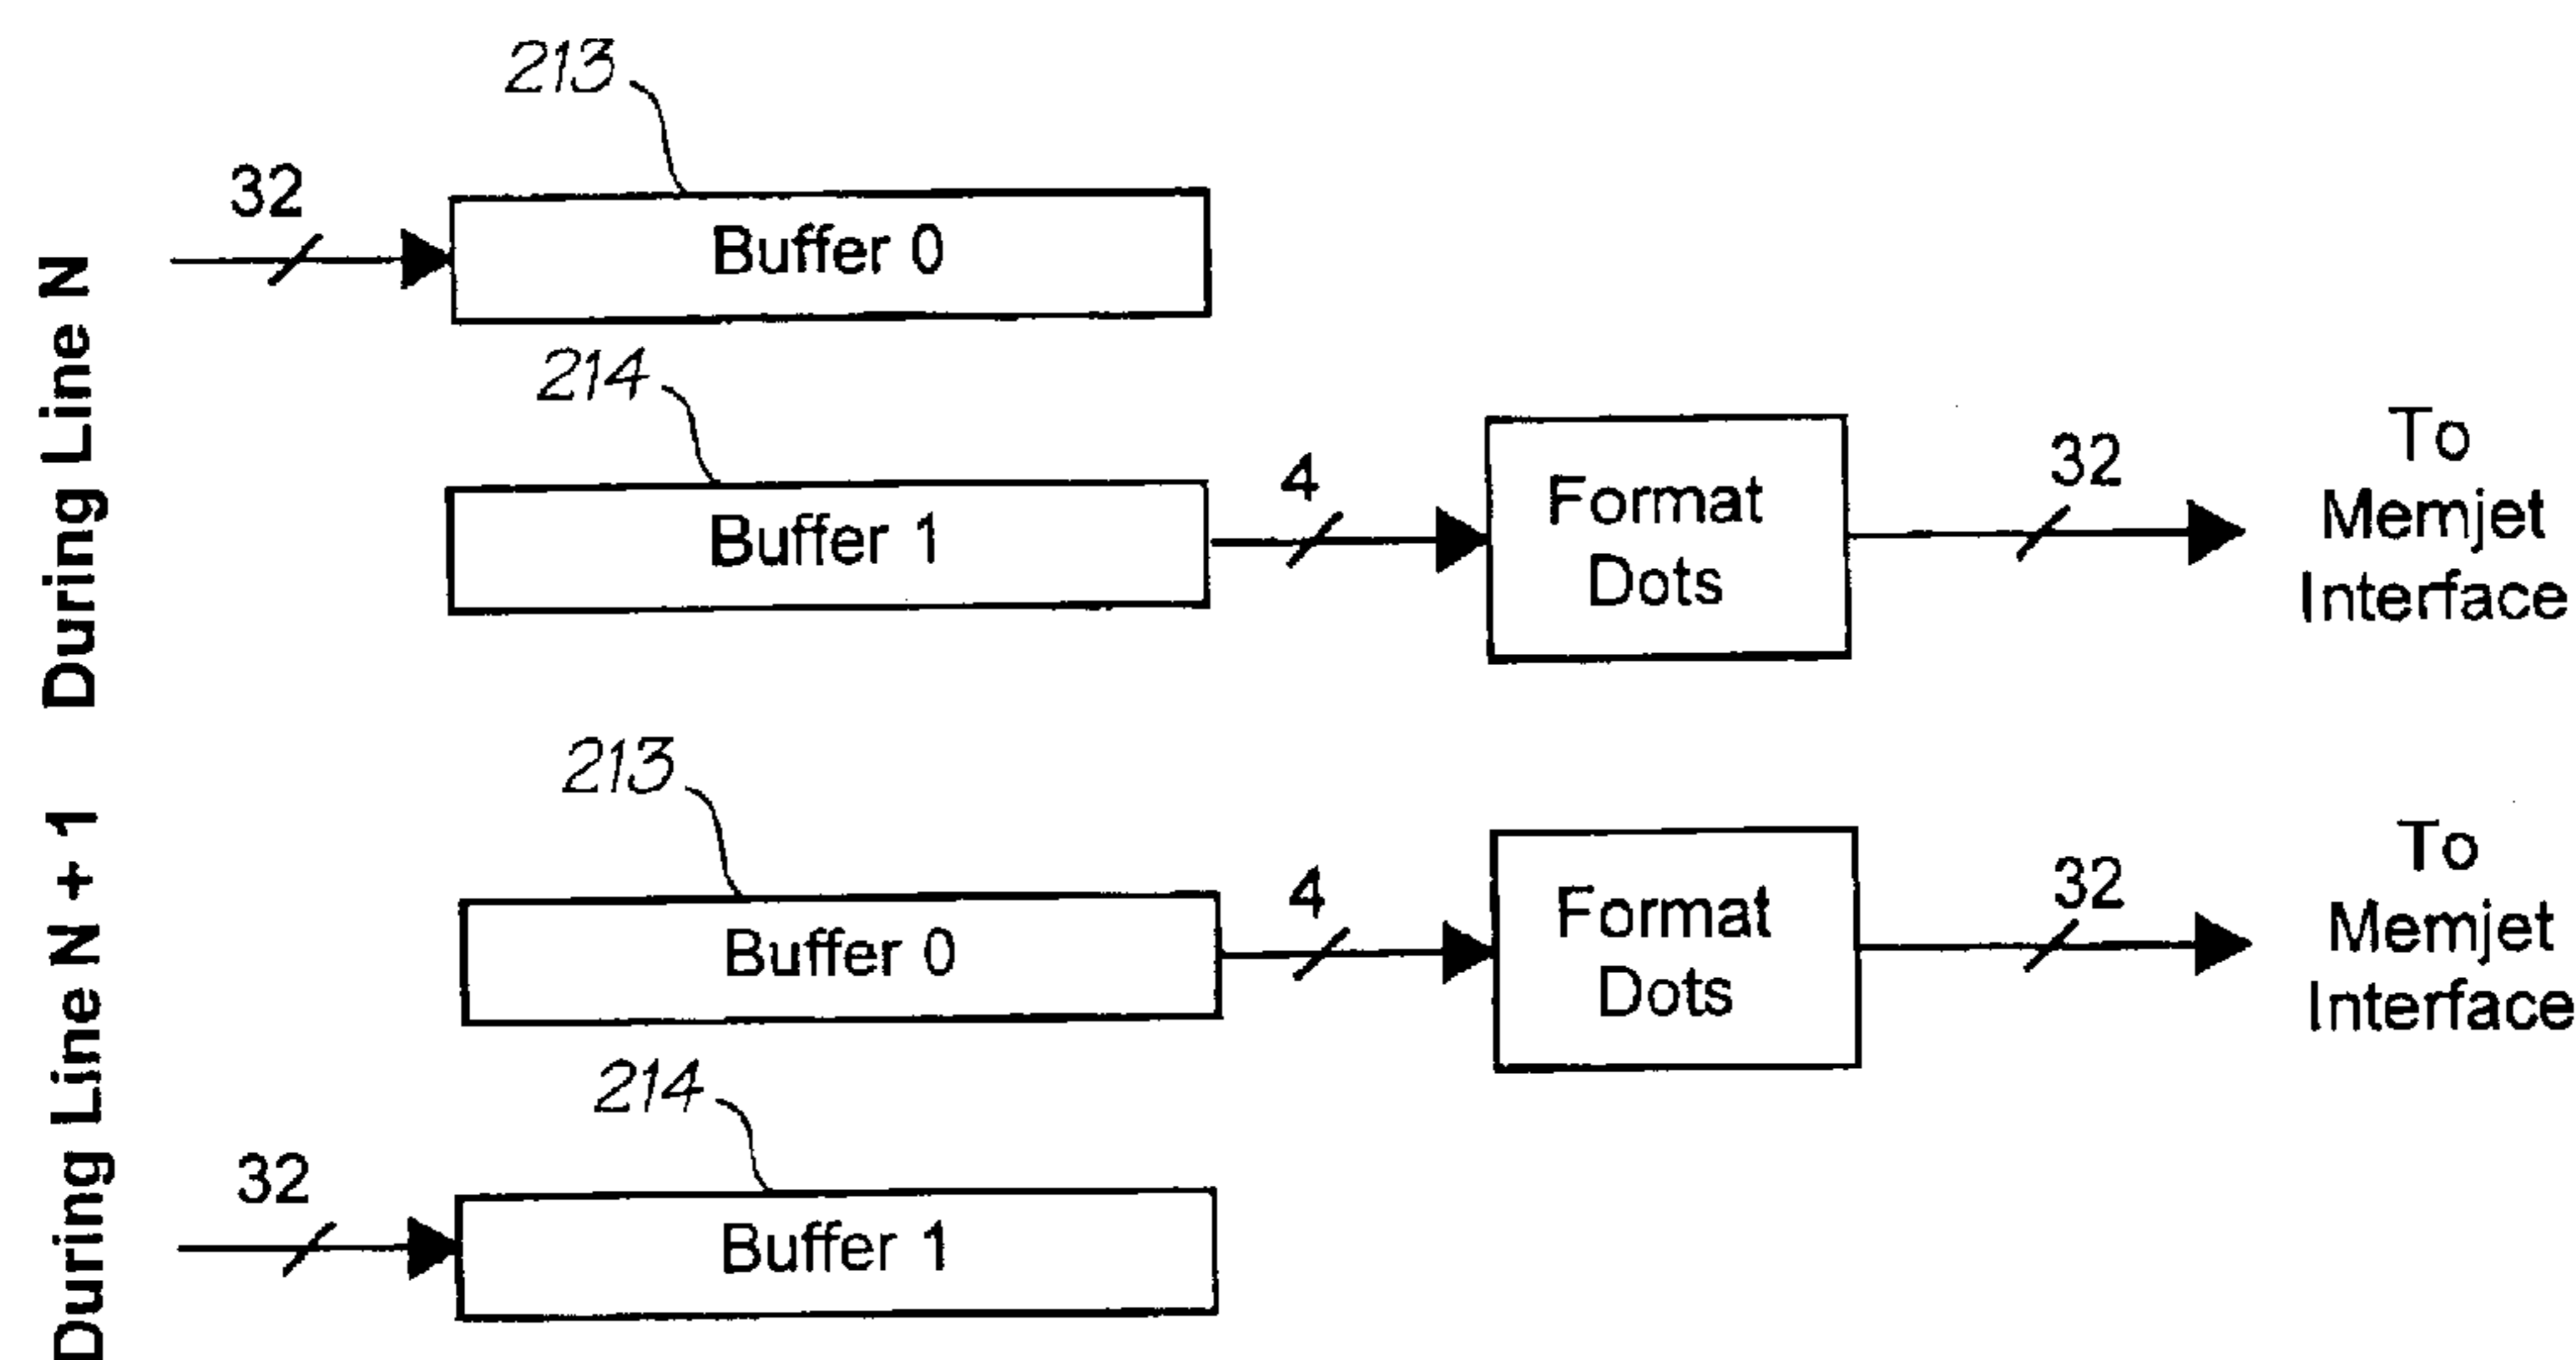 During Line N
213
32
Buffer 0
214
Buffer 1
4
Format
Dots
32
To
Memjet
Interface
During Line N + 1
213
Buffer 0
4
Format
Dots
32
To
Memjet
Interface
214
32
Buffer 1